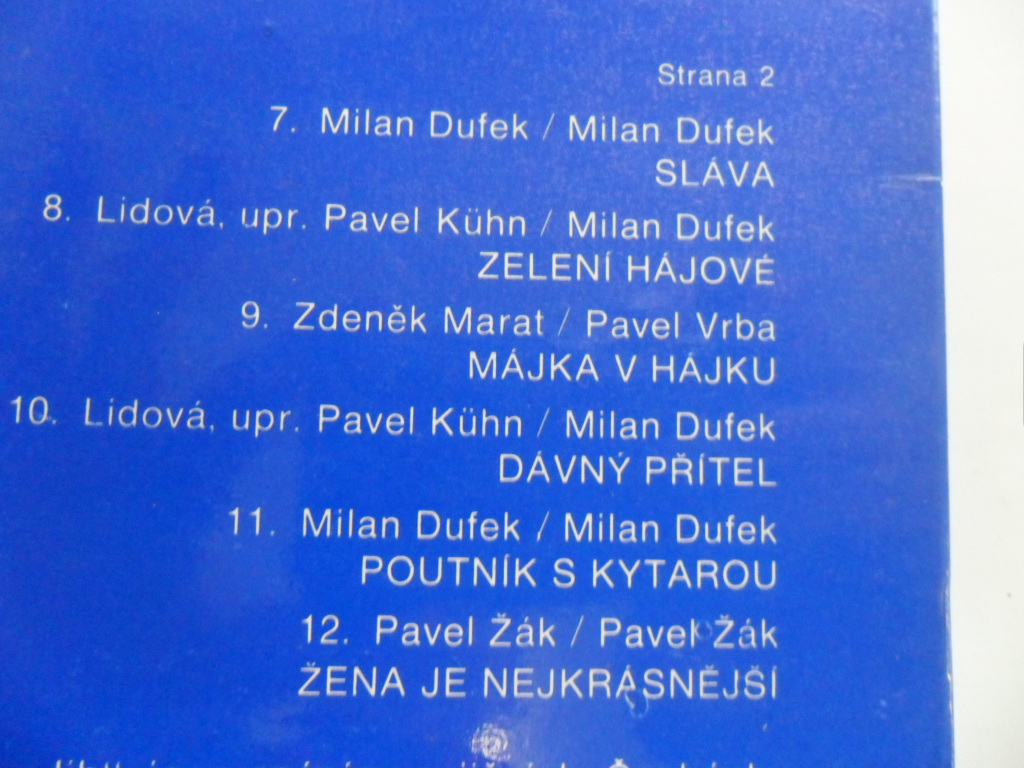 Strana 2
7. Milan Dufek / Milan Dufek
SLÁVA
8. Lidová, upr. Pavel Kühn / Milan Dufek
ZELENÍ HÁJOVÉ
9. Zdeněk Marat / Pavel Vrba
MÁJKA V HÁJKU
10. Lidová, upr. Pavel Kühn / Milan Dufek
DÁVNÝ PŘÍTEL
11. Milan Dufek / Milan Dufek
POUTNÍK S KYTAROU
12. Pavel Žák / Pavel Žák
ŽENA JE NEJKRÁSNĚJŠÍ